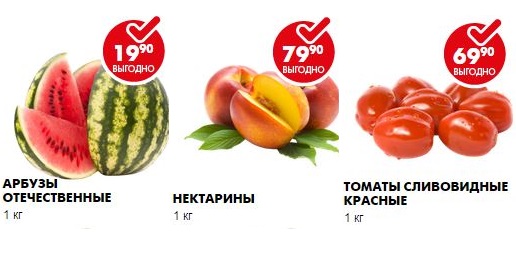 19⁹⁰
ВЫГОДНО
АРБУЗЫ
ОТЕЧЕСТВЕННЫЕ
1 кг
79⁹⁰
ВЫГОДНО
НЕКТАРИНЫ
1 кг
69⁹⁰
ВЫГОДНО
ТОМАТЫ СЛИВОВИДНЫЕ
КРАСНЫЕ
1 кг